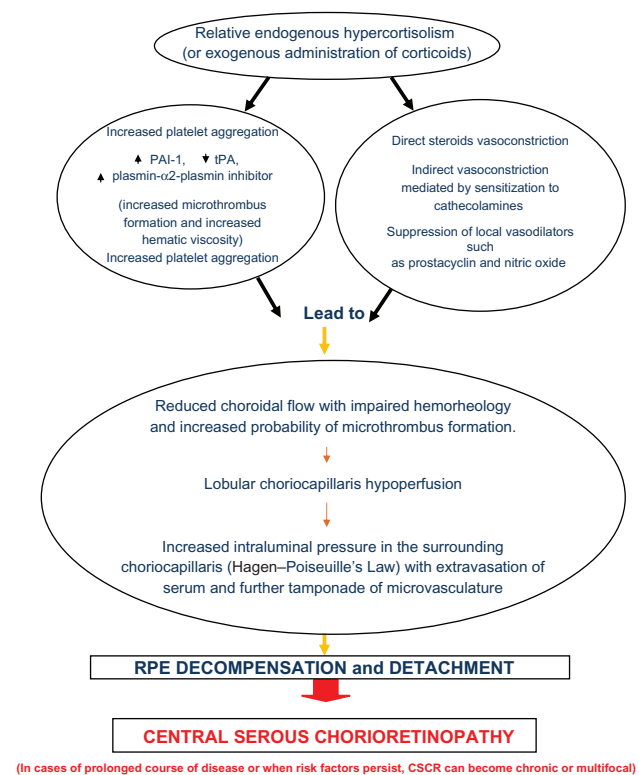 Relative endogenous hypercortisolism
(or exogenous administration of corticoids)
Increased platelet aggregation
PAI-1, tPA,
plasmin-α2-plasmin inhibitor
(increased microthrombus
formation and increased
hematic viscosity)
Increased platelet aggregation
Direct steroids vasoconstriction
Indirect vasoconstriction
mediated by sensitization to
cathecolamines
Suppression of local vasodilators
such
as prostacyclin and nitric oxide
Lead to
Reduced choroidal flow with impaired hemorheology
and increased probability of microthrombus formation.
Lobular choriocapillaris hypoperfusion
Increased intraluminal pressure in the surrounding
choriocapillaris (Hagen–Poiseuille's Law) with extravasation of
serum and further tamponade of microvasculature
RPE DECOMPENSATION and DETACHMENT
CENTRAL SEROUS CHORIORETINOPATHY
(In cases of prolonged course of disease or when risk factors persist, CSCR can become chronic or multifocal)